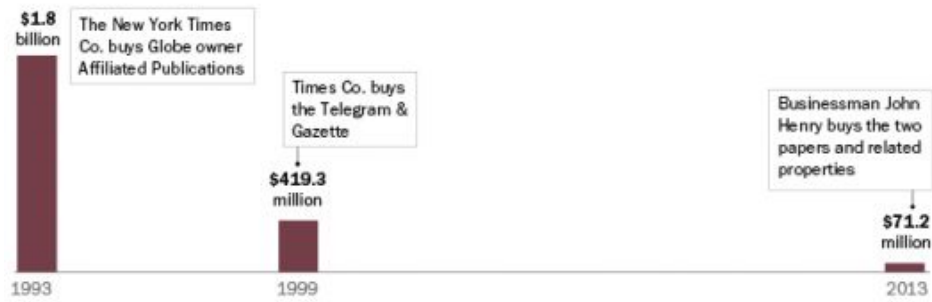 $1.8
billion
The New York Times
Co. buys Globe owner
Affiliated Publications
Times Co. buys
the Telegram &
Gazette
$419.3
million
Businessman John
Henry buys the two
papers and related
properties
$71.2
million
1993
1999
2013